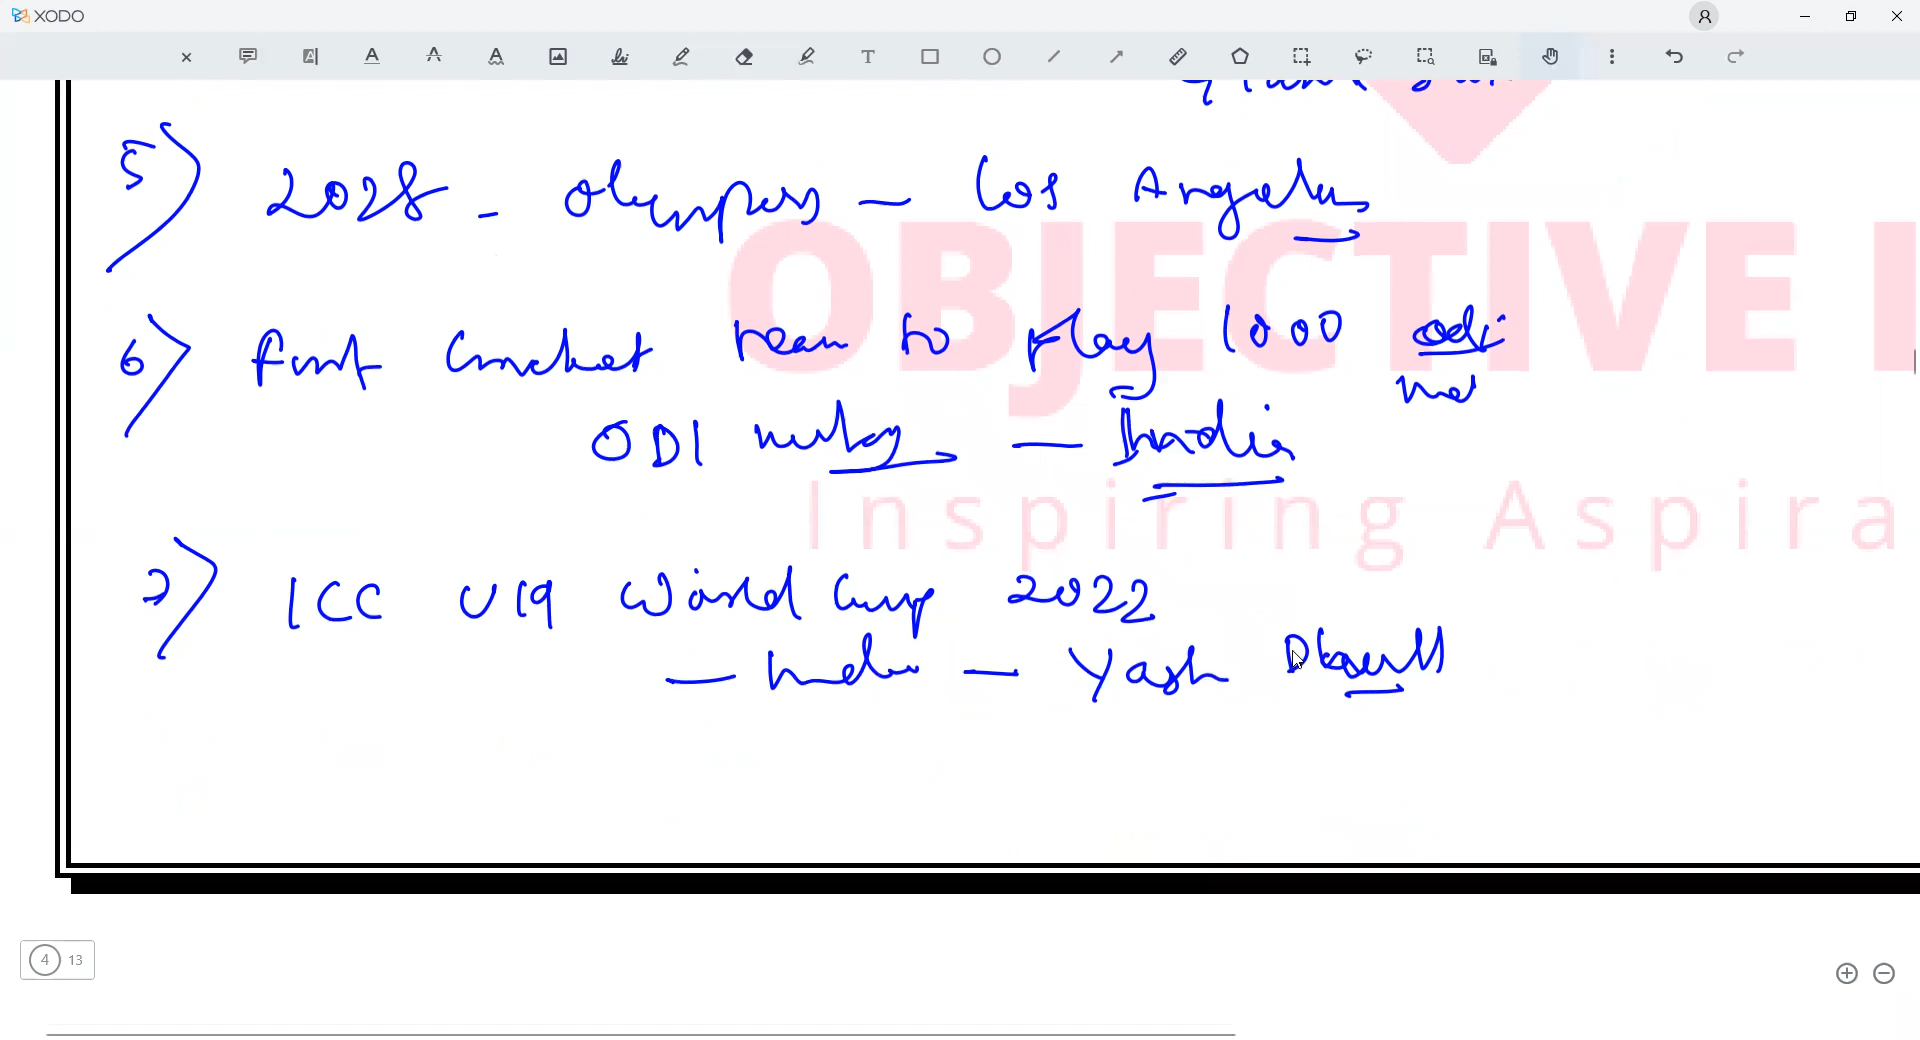 XODO
5) 2028 - Olympics - Los Angeles
6) First Cricket team to play 1000 odi
ODI matches - India
7) ICC U19 World Cup 2022
- India - Yash Dhull
OBJECTIVE I
Inspiring Aspira
4 13